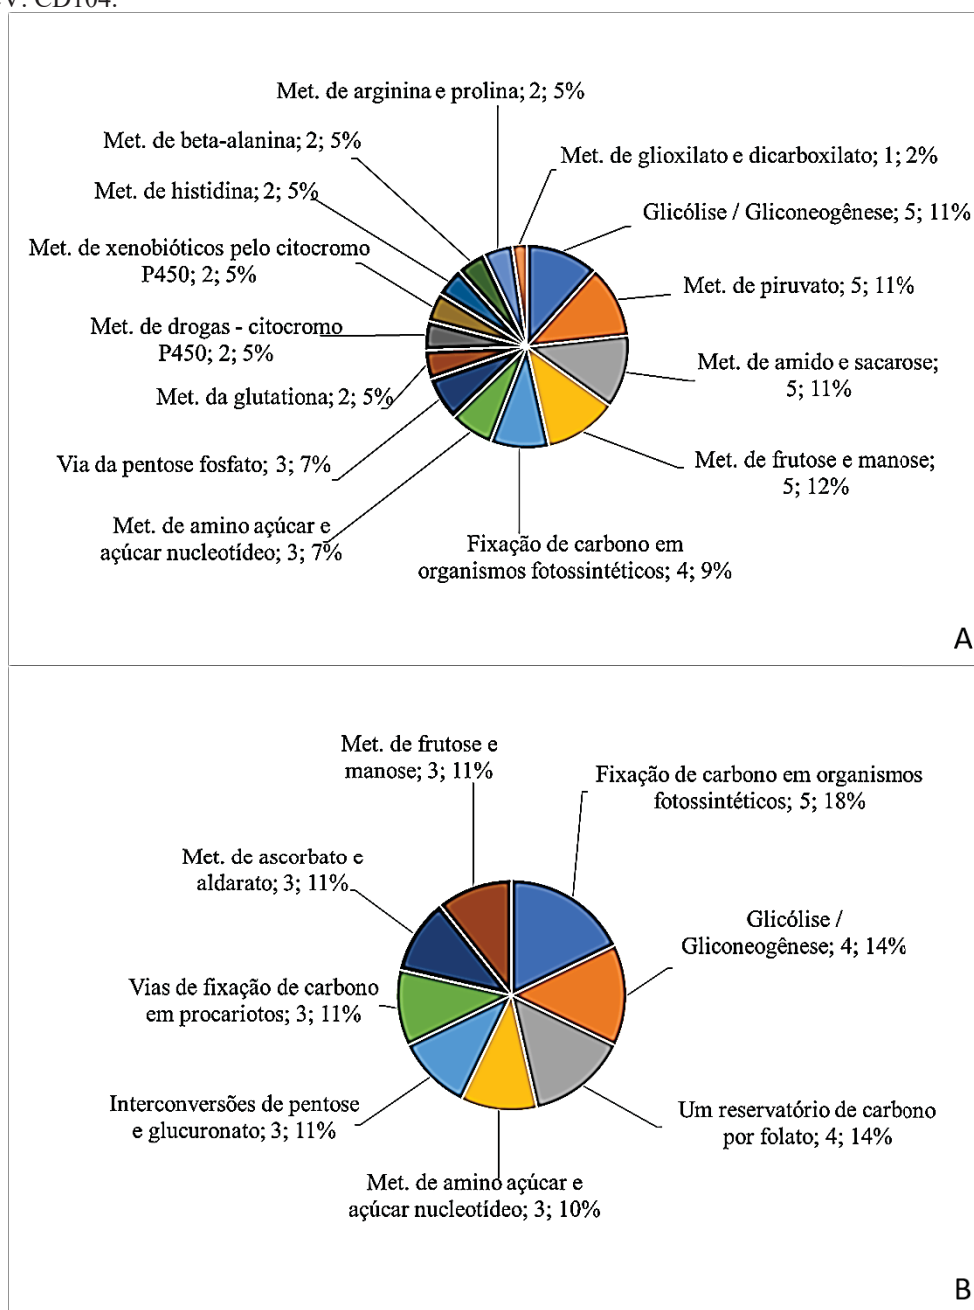 CD104.
Met. de arginina e prolina; 2; 5%
Met. de beta-alanina; 2; 5%
Met. de glioxilato e dicarboxilato; 1; 2%
Met. de histidina; 2; 5%
Glicólise / Gliconeogênese; 5; 11%
Met. de xenobióticos pelo citocromo
P450; 2; 5%
Met. de piruvato; 5; 11%
Met. de drogas - citocromo
P450; 2; 5%
Met. de amido e sacarose;
5; 11%
Met. da glutationa; 2; 5%
Via da pentose fosfato; 3; 7%
Met. de frutose e manose;
5; 12%
Met. de amino açúcar e
açúcar nucleotídeo; 3; 7%
Fixação de carbono em
organismos fotossintéticos; 4; 9%
A
Met. de frutose e
manose; 3; 11%
Fixação de carbono em organismos
fotossintéticos; 5; 18%
Met. de ascorbato e
aldarato; 3; 11%
Glicólise /
Gliconeogênese; 4; 14%
Vias de fixação de carbono
em procariotos; 3; 11%
Interconversões de pentose
e glucuronato; 3; 11%
Um reservatório de carbono
por folato; 4; 14%
Met. de amino açúcar e
açúcar nucleotídeo; 3; 10%
B